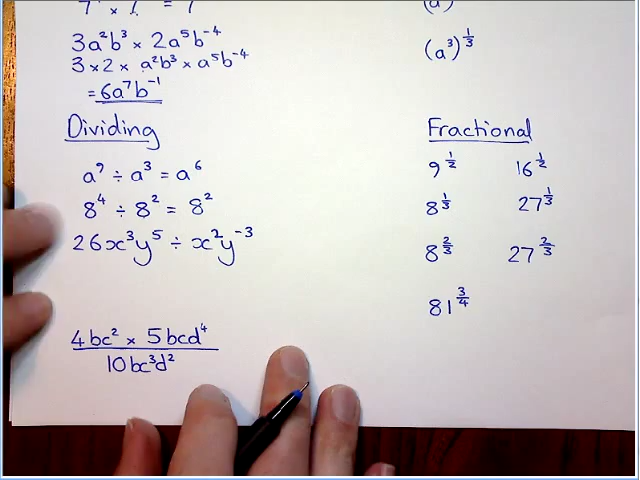 3a²b³ × 2a⁵b⁻⁴
3 × 2 × a²b³ × a⁵b⁻⁴
= 6a⁷b⁻¹
(a³)^⅓
Dividing
a⁹ ÷ a³ = a⁶
8⁴ ÷ 8² = 8²
26x³y⁵ ÷ x²y⁻³
4bc² × 5bcd⁴
10bc³d²
Fractional
9^½ 16^½
8^⅓ 27^⅓
8^⅔ 27^⅔
81^¾